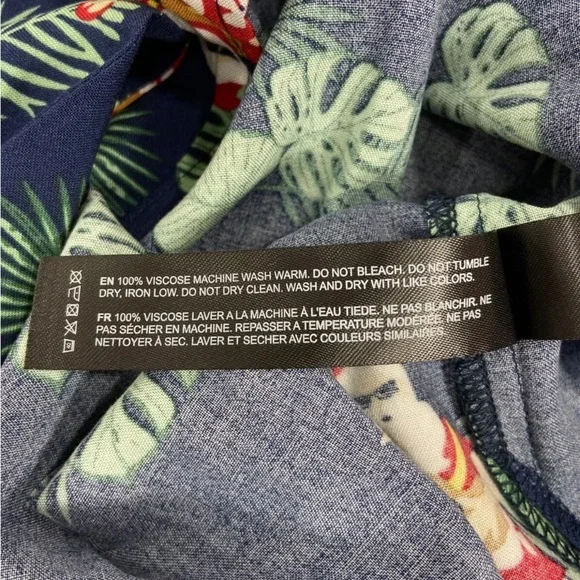 EN 100% VISCOSE MACHINE WASH WARM. DO NOT BLEACH. DO NOT TUMBLE
DRY, IRON LOW. DO NOT DRY CLEAN. WASH AND DRY WITH LIKE COLORS.
FR 100% VISCOSE LAVER A LA MACHINE À L'EAU TIEDE. NE PAS BLANCHIR. NE
PAS SÉCHER EN MACHINE. REPASSER A TEMPERATURE MODÉRÉE. NE PAS
NETTOYER À SEC. LAVER ET SECHER AVEC COULEURS SIMILAIRES.